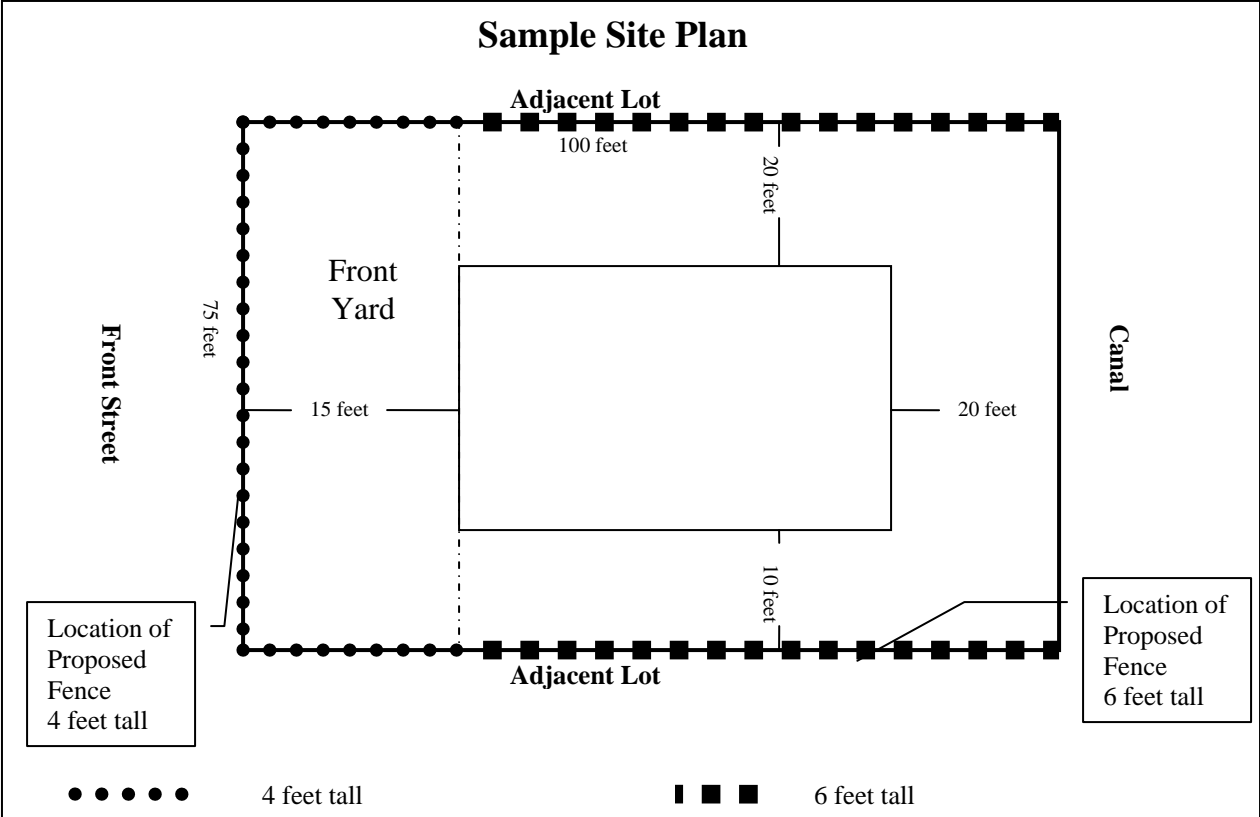 Sample Site Plan
Adjacent Lot
100 feet
20 feet
Front
Yard
75 feet
Front Street
Canal
15 feet
20 feet
10 feet
Location of
Proposed
Fence
4 feet tall
Location of
Proposed
Fence
6 feet tall
Adjacent Lot
4 feet tall
6 feet tall